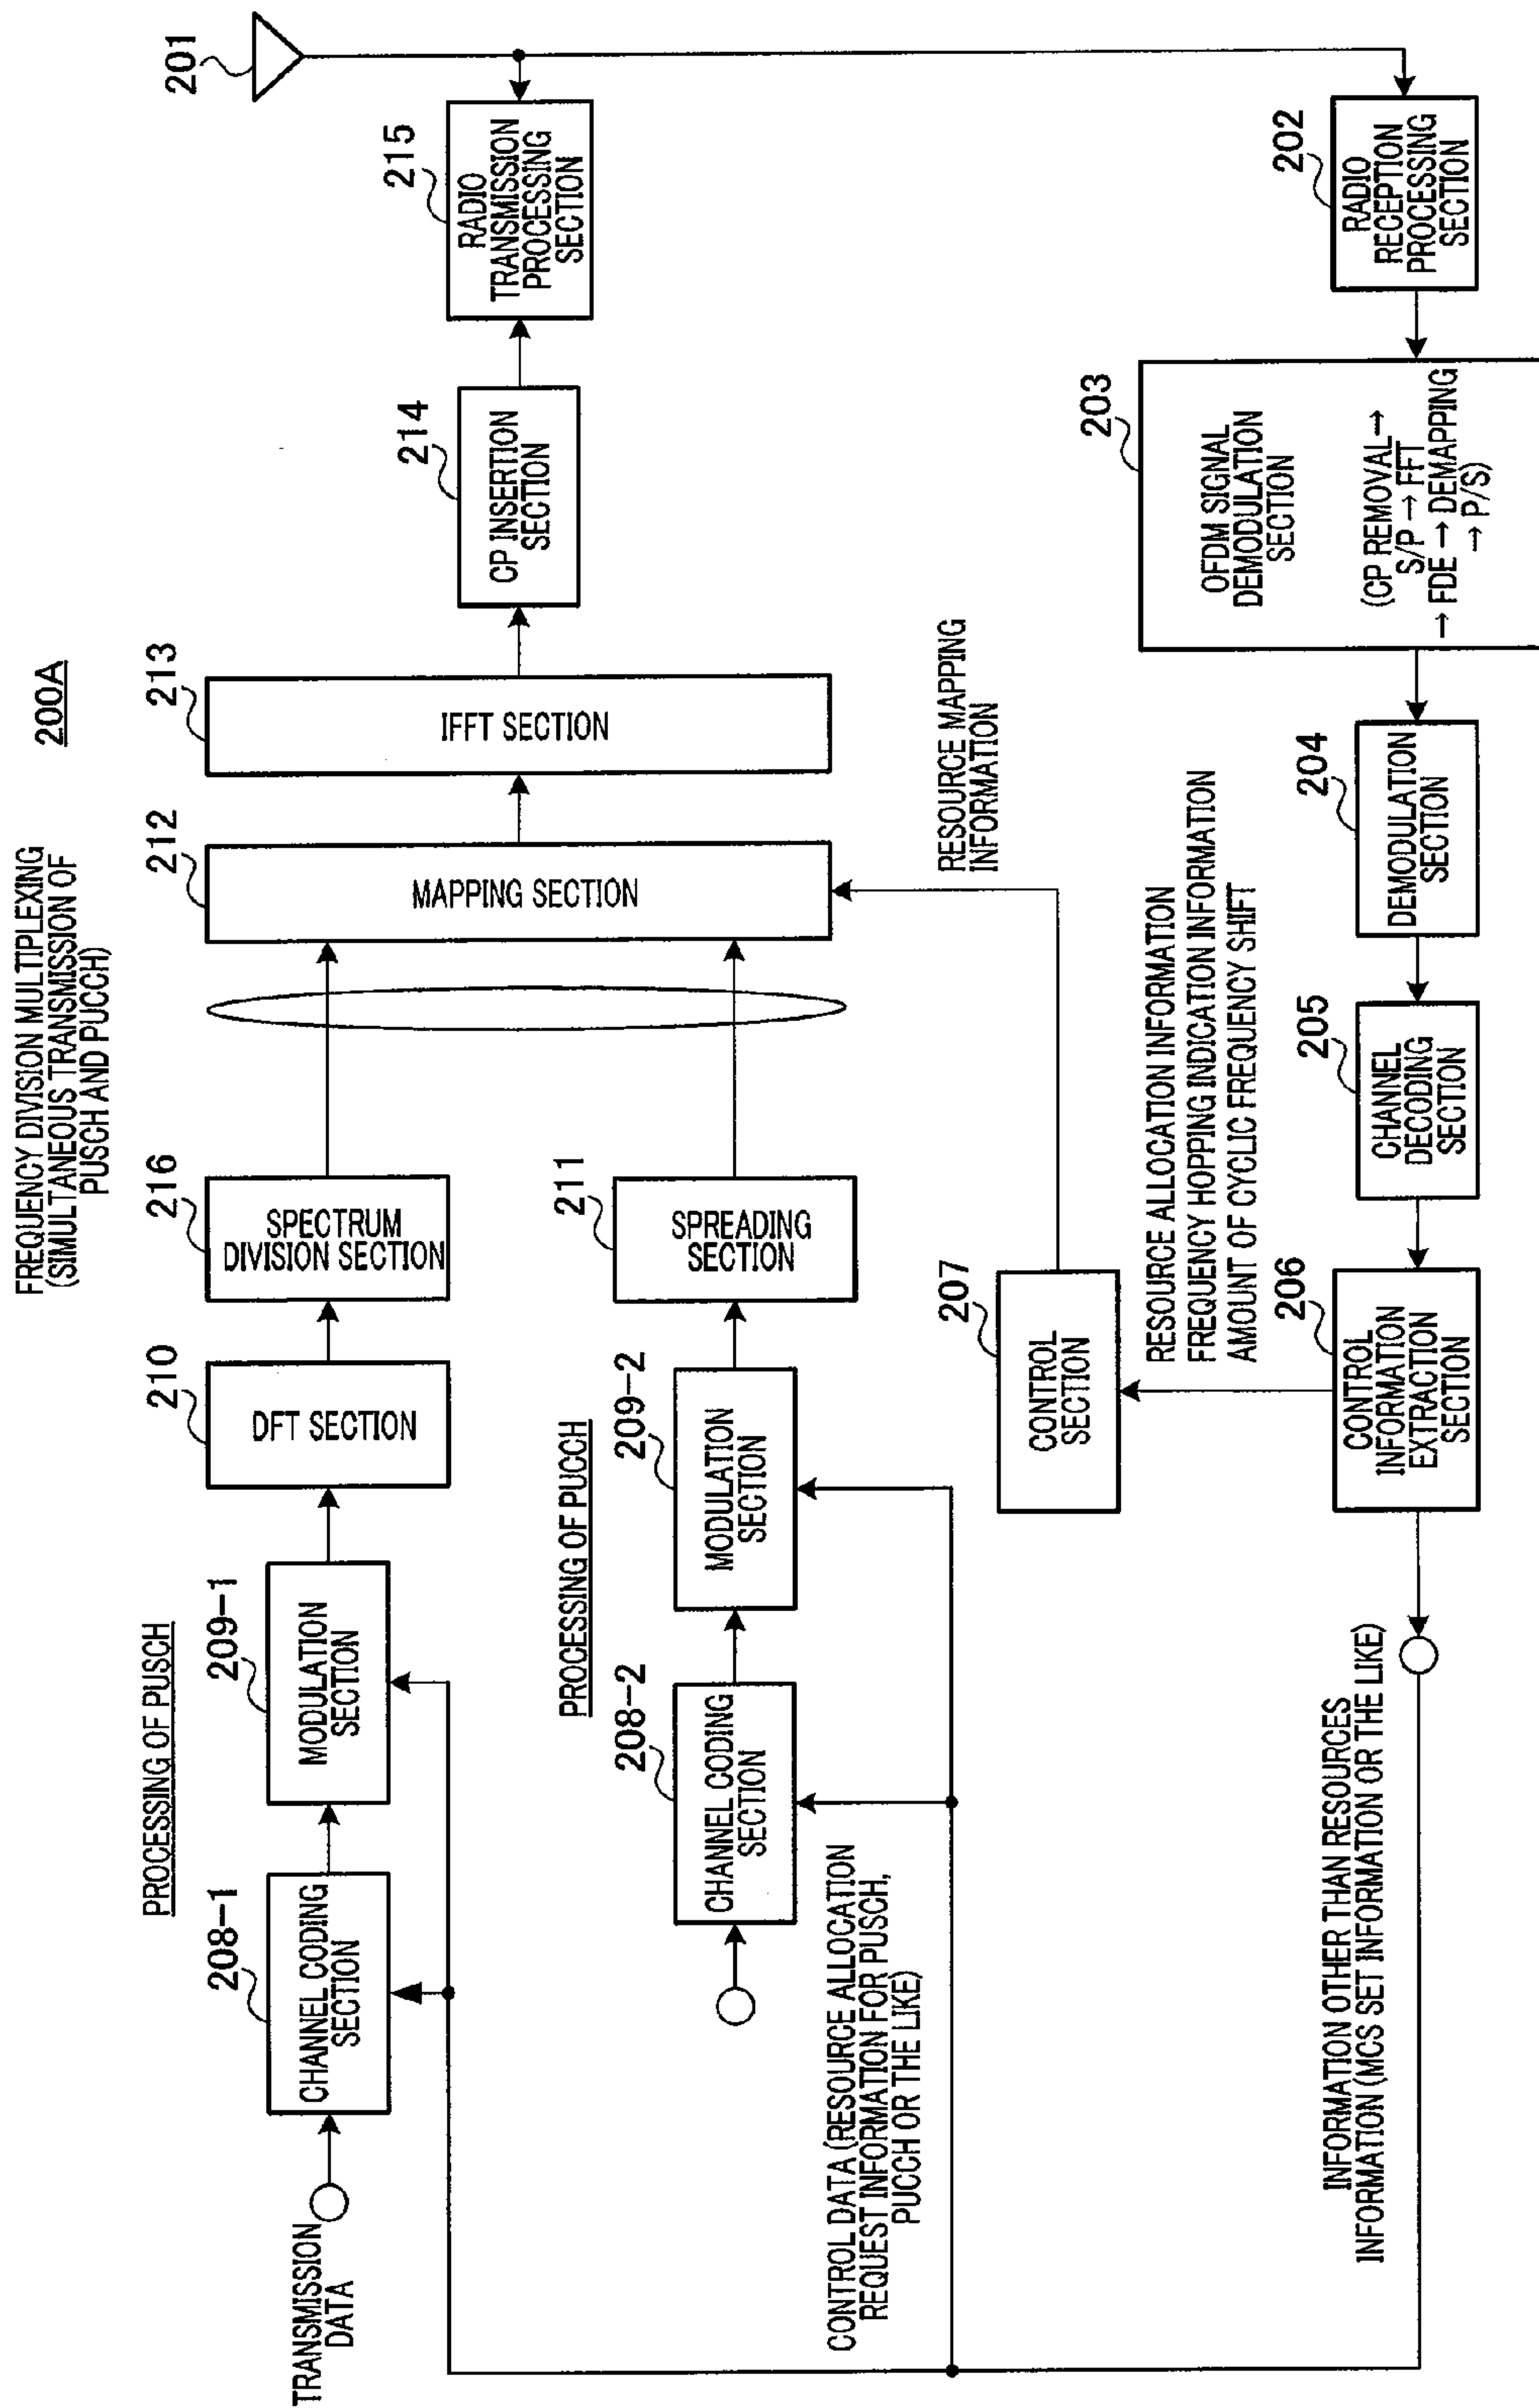 200A
FREQUENCY DIVISION MULTIPLEXING
(SIMULTANEOUS TRANSMISSION OF
PUSCH AND PUCCH)
PROCESSING OF PUSCH
TRANSMISSION
DATA
208-1
CHANNEL CODING
SECTION
209-1
MODULATION
SECTION
210
DFT SECTION
216
SPECTRUM
DIVISION SECTION
212
MAPPING SECTION
213
IFFT SECTION
214
CP INSERTION
SECTION
215
RADIO
TRANSMISSION
PROCESSING
SECTION
201
PROCESSING OF PUCCH
208-2
CHANNEL CODING
SECTION
209-2
MODULATION
SECTION
211
SPREADING
SECTION
CONTROL DATA (RESOURCE ALLOCATION
REQUEST INFORMATION FOR PUSCH,
PUCCH OR THE LIKE)
207
CONTROL
SECTION
RESOURCE MAPPING
INFORMATION
RESOURCE ALLOCATION INFORMATION
FREQUENCY HOPPING INDICATION INFORMATION
AMOUNT OF CYCLIC FREQUENCY SHIFT
INFORMATION OTHER THAN RESOURCES
INFORMATION (MCS SET INFORMATION OR THE LIKE)
206
CONTROL
INFORMATION
EXTRACTION
SECTION
205
CHANNEL
DECODING
SECTION
204
DEMODULATION
SECTION
203
OFDM SIGNAL
DEMODULATION
SECTION
(CP REMOVAL→
S/P → FFT
→ FDE → DEMAPPING
→ P/S)
202
RADIO
RECEPTION
PROCESSING
SECTION